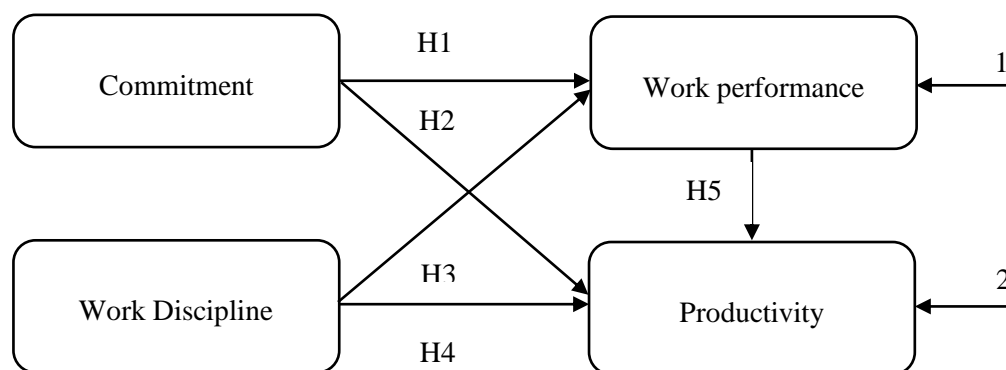 H1
1
Commitment
Work performance
H2
H5
H3
2
Work Discipline
Productivity
H4